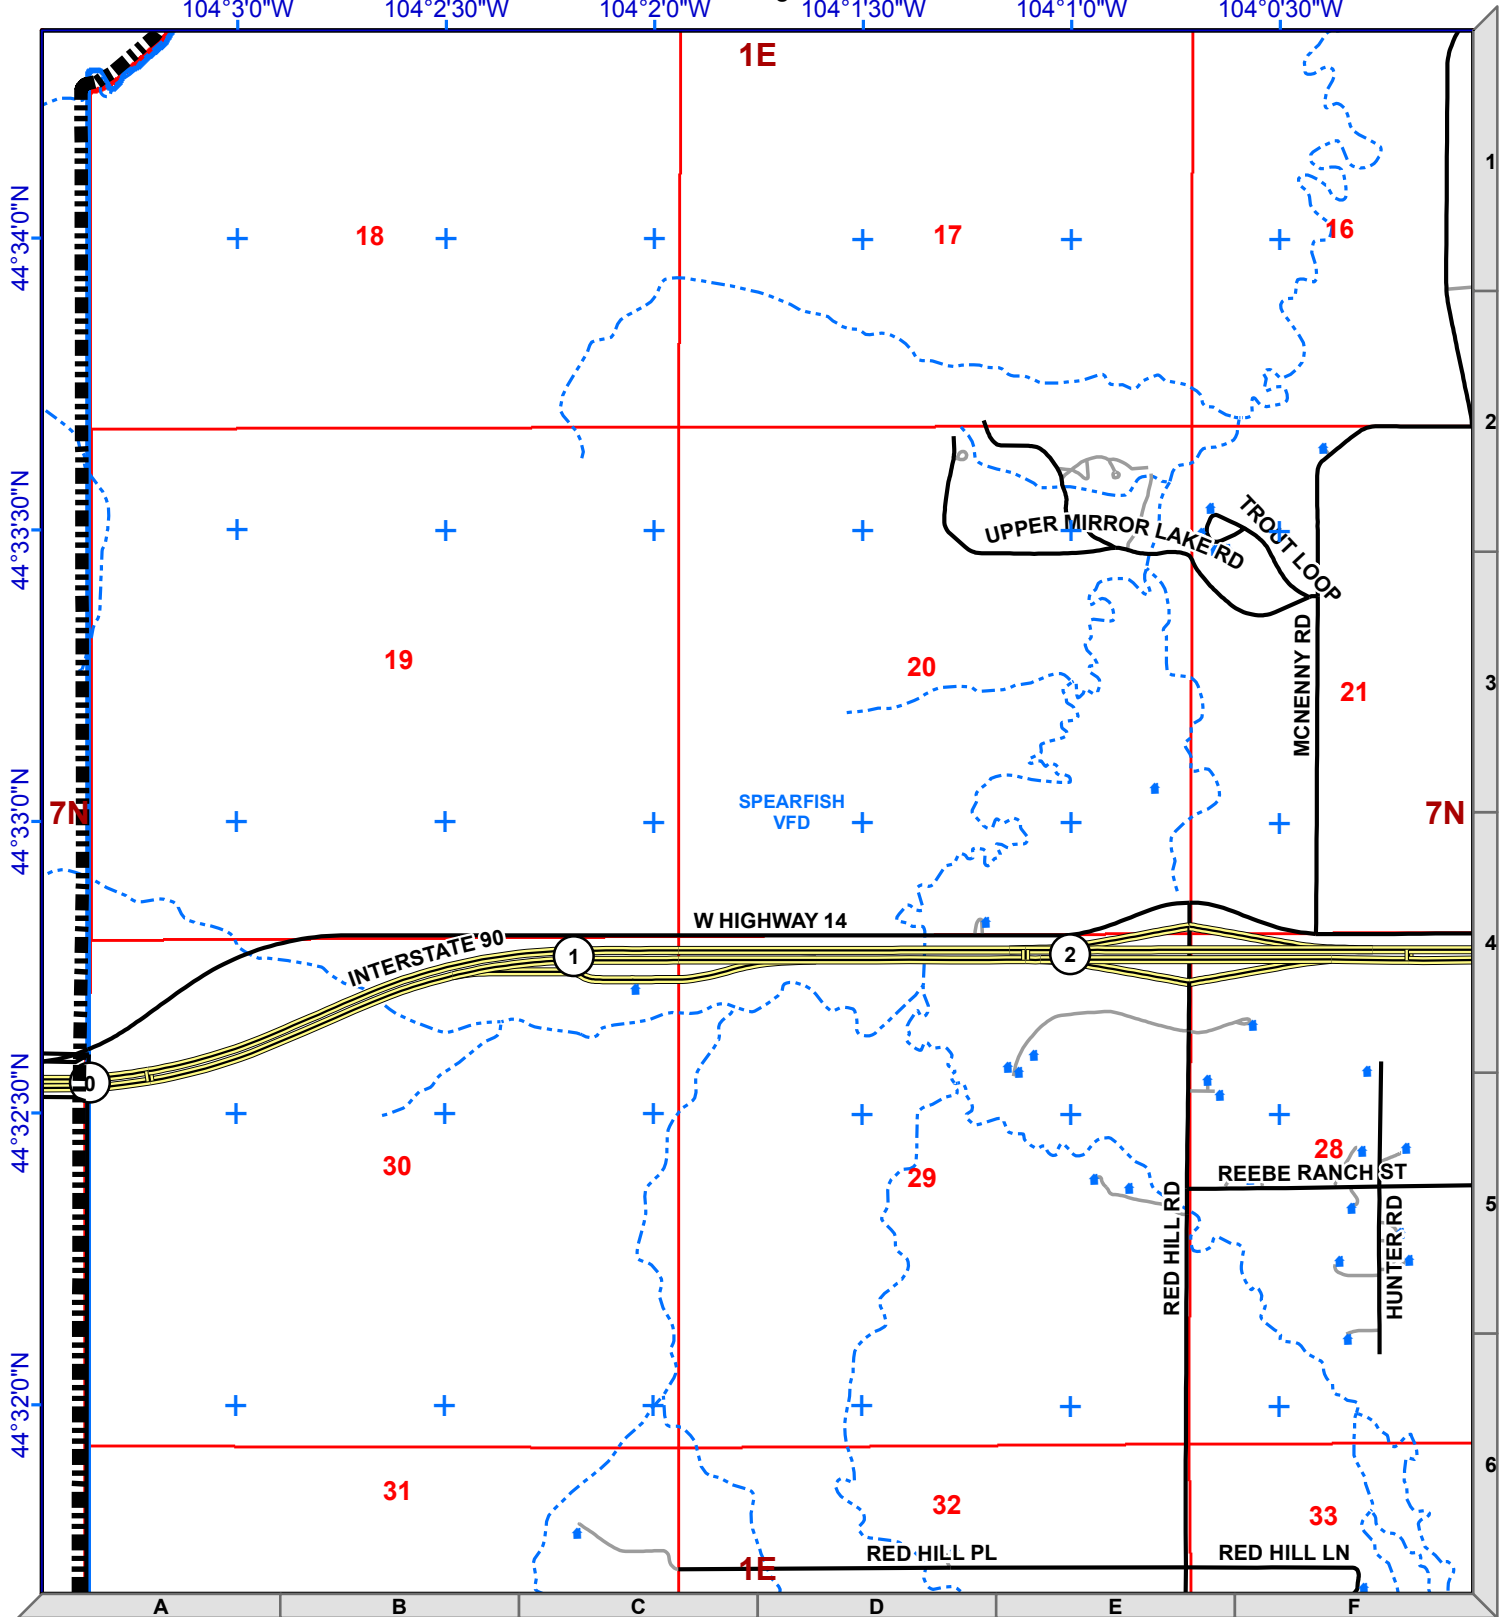 104°3'0"W
104°2'30"W
104°2'0"W
104°1'30"W
104°1'0"W
104°0'30"W
1E
1
44°34'0"N
18
17
16
2
44°33'30"N
UPPER MIRROR LAKE RD
TROUT LOOP
MCNENNY RD
19
20
21
3
44°33'0"N
7N
SPEARFISH
VFD
7N
W HIGHWAY 14
INTERSTATE 90
1
2
4
0
44°32'30"N
30
29
28
REEBE RANCH ST
RED HILL RD
HUNTER RD
5
44°32'0"N
31
32
33
6
RED HILL PL
RED HILL LN
1E
A
B
C
D
E
F